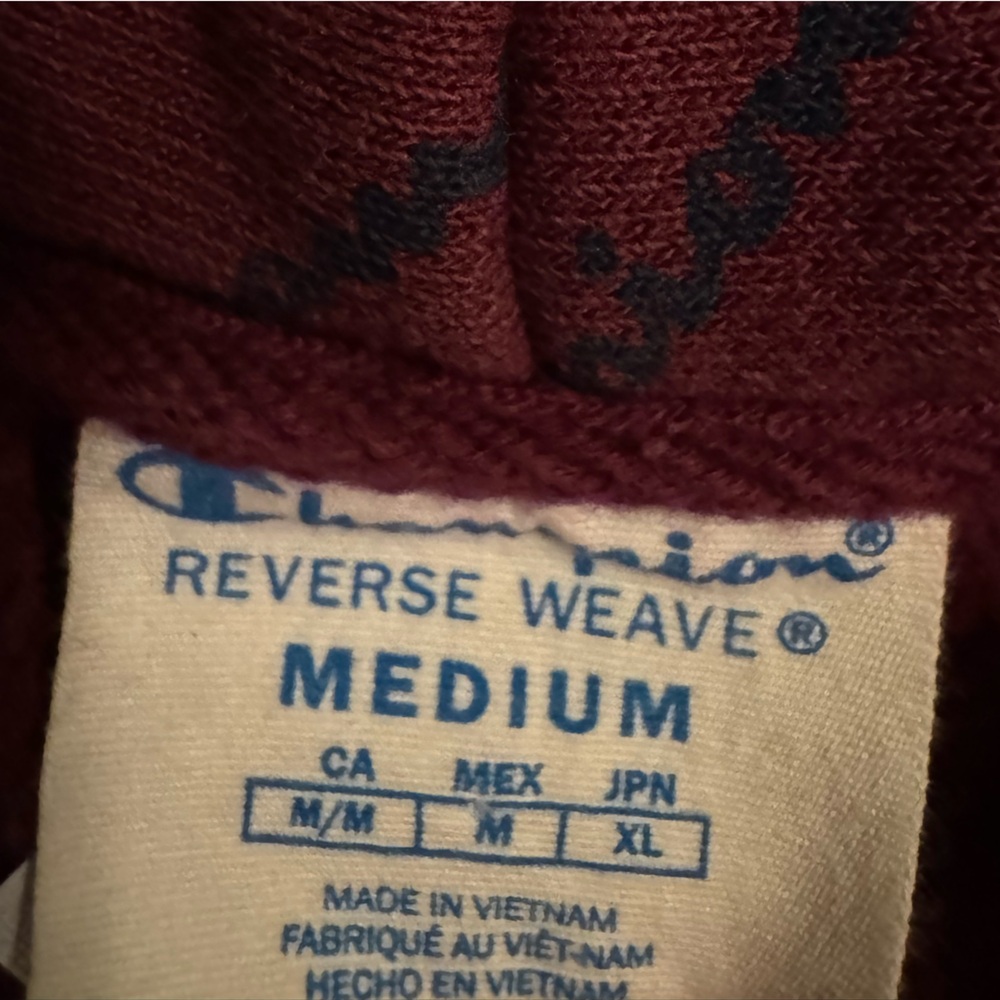 Champion®
REVERSE WEAVE®
MEDIUM
CA MEX JPN
M/M M XL
MADE IN VIETNAM
FABRIQUÉ AU VIÊT-NAM
HECHO EN VIETNAM